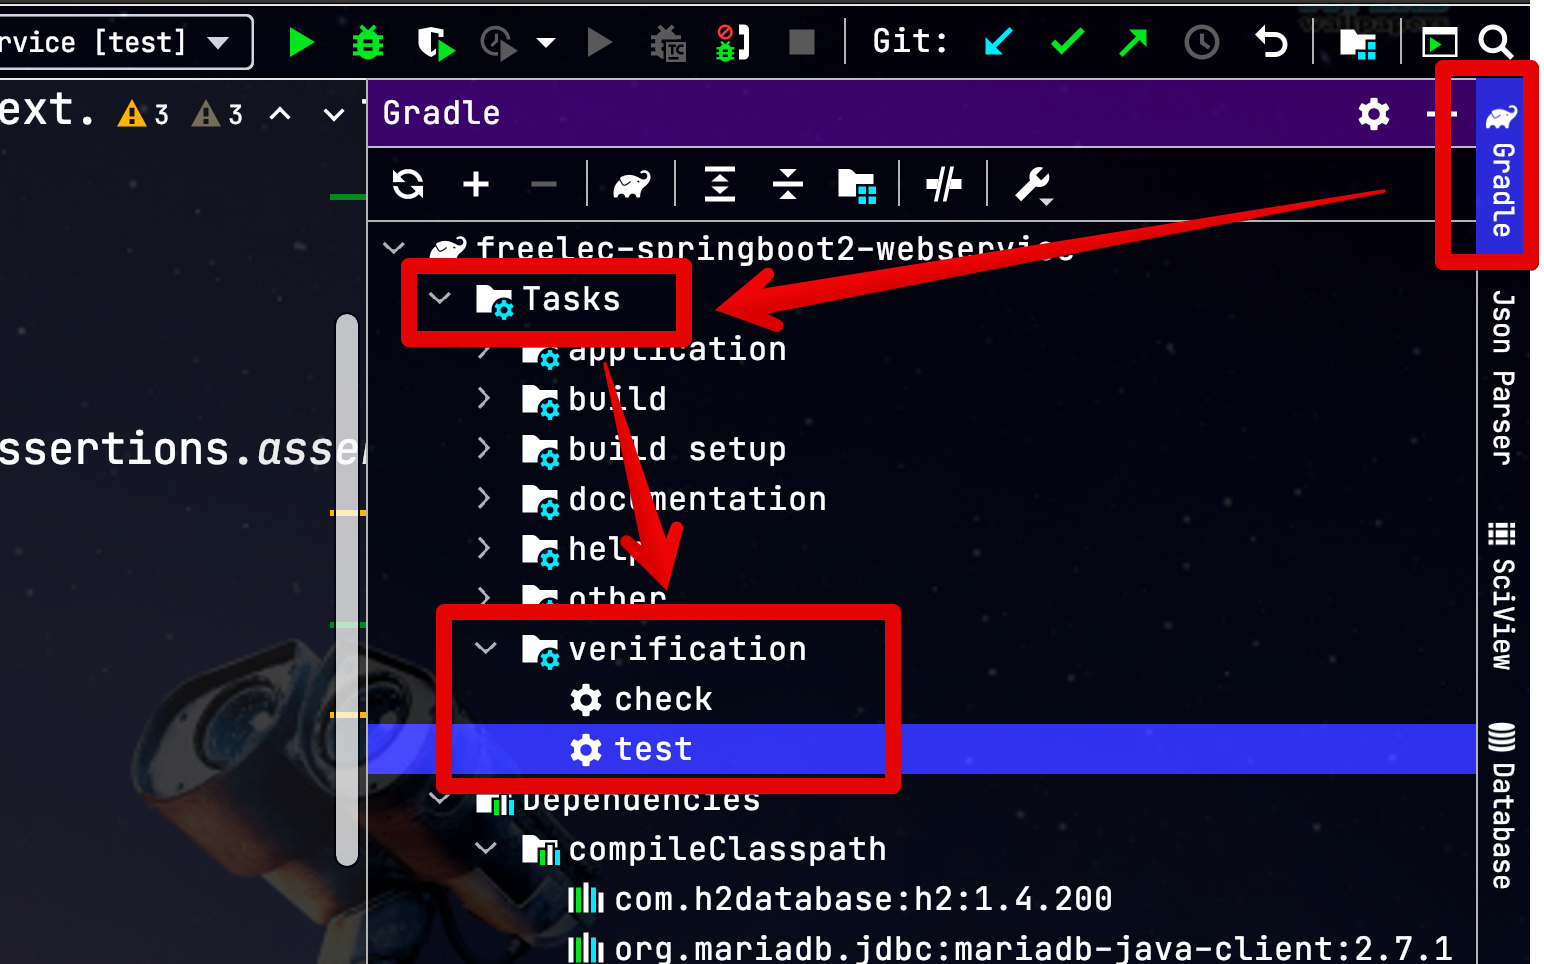 rvice [test]
Git:
ext. 3 3
Gradle
Gradle
freelec-springboot2-webservice
Tasks
application
build
ssertions.asser
build setup
documentation
help
other
verification
check
test
Dependencies
compileClasspath
com.h2database:h2:1.4.200
org.mariadb.jdbc:mariadb-java-client:2.7.1
Json Parser
SciView
Database
TC